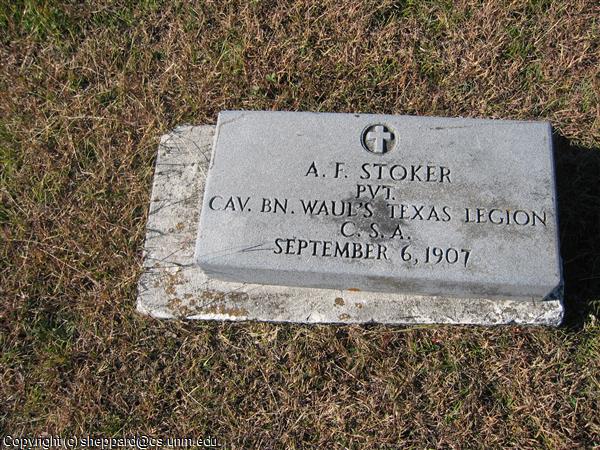 A. F. STOKER
PVT.
CAV. BN. WAUL'S TEXAS LEGION
C. S. A.
SEPTEMBER 6, 1907
Copyright (c) sheppard@cs.unm.edu